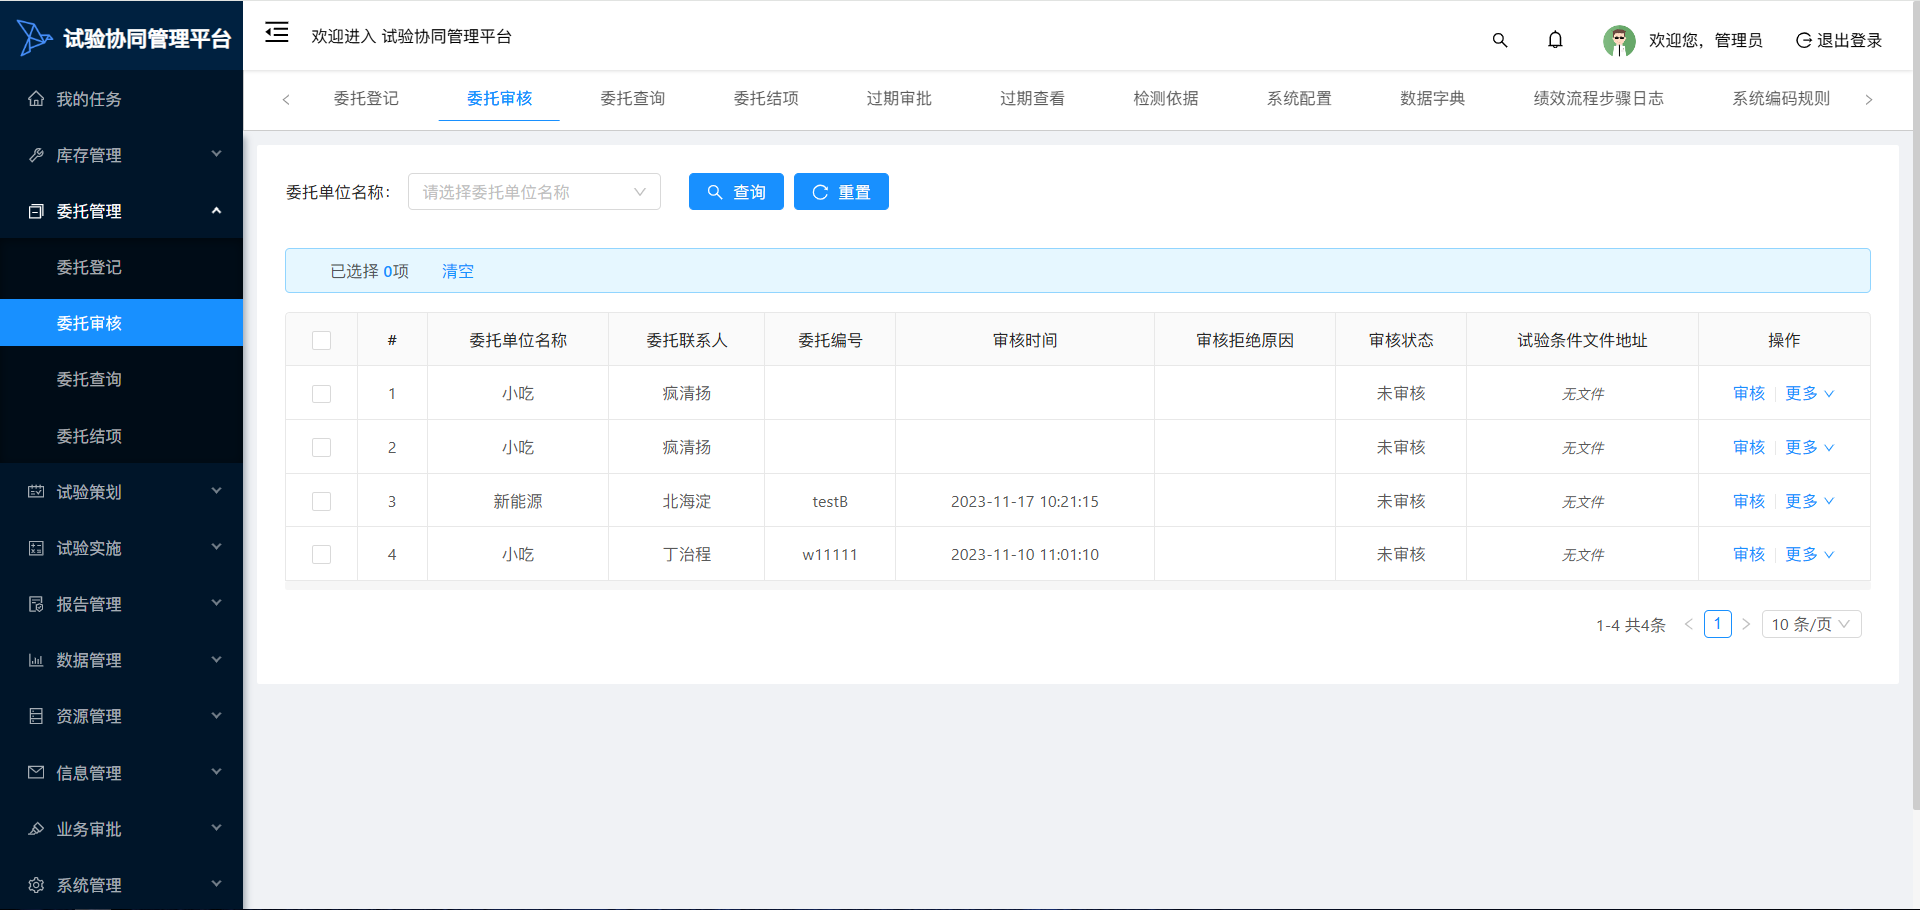 试验协同管理平台
欢迎进入 试验协同管理平台
欢迎您，管理员
退出登录
我的任务
库存管理
委托管理
委托登记
委托审核
委托查询
委托结项
试验策划
试验实施
报告管理
数据管理
资源管理
信息管理
业务审批
系统管理
委托登记 委托审核 委托查询 委托结项 过期审批 过期查看 检测依据 系统配置 数据字典 绩效流程步骤日志 系统编码规则
委托单位名称： 请选择委托单位名称 查询 重置
已选择 0项 清空
# 委托单位名称 委托联系人 委托编号 审核时间 审核拒绝原因 审核状态 试验条件文件地址 操作
1 小吃 疯清扬 未审核 无文件 审核 更多
2 小吃 疯清扬 未审核 无文件 审核 更多
3 新能源 北海淀 testB 2023-11-17 10:21:15 未审核 无文件 审核 更多
4 小吃 丁治程 w11111 2023-11-10 11:01:10 未审核 无文件 审核 更多
1-4 共4条 < 1 > 10 条/页